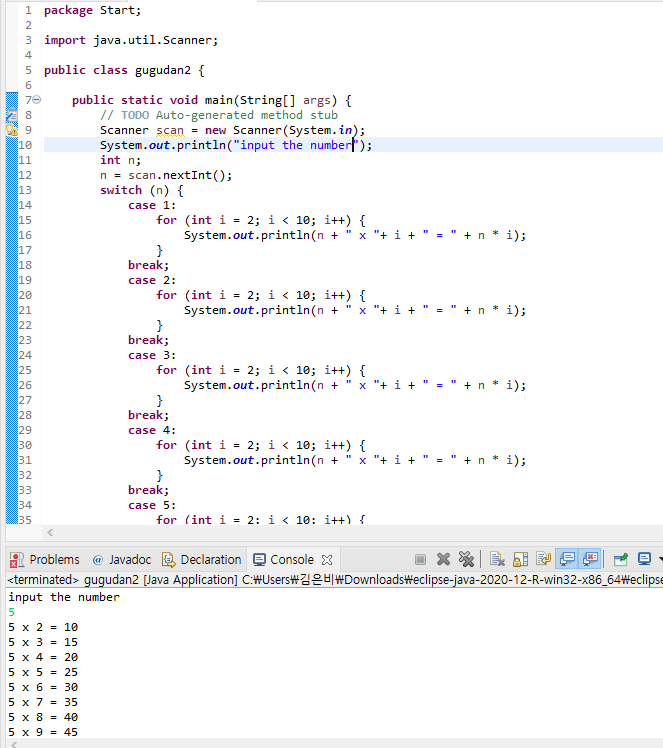 1 package Start;
2
3 import java.util.Scanner;
4
5 public class gugudan2 {
6
7 public static void main(String[] args) {
8 // TODO Auto-generated method stub
9 Scanner scan = new Scanner(System.in);
10 System.out.println("input the number");
11 int n;
12 n = scan.nextInt();
13 switch (n) {
14 case 1:
15 for (int i = 2; i < 10; i++) {
16 System.out.println(n + " x "+ i + " = " + n * i);
17 }
18 break;
19 case 2:
20 for (int i = 2; i < 10; i++) {
21 System.out.println(n + " x "+ i + " = " + n * i);
22 }
23 break;
24 case 3:
25 for (int i = 2; i < 10; i++) {
26 System.out.println(n + " x "+ i + " = " + n * i);
27 }
28 break;
29 case 4:
30 for (int i = 2; i < 10; i++) {
31 System.out.println(n + " x "+ i + " = " + n * i);
32 }
33 break;
34 case 5:
35 for (int i = 2; i < 10; i++) {
Problems @ Javadoc Declaration Console
<terminated> gugudan2 [Java Application] C:₩Users₩김은비₩Downloads₩eclipse-java-2020-12-R-win32-x86_64₩eclipse
input the number
5
5 x 2 = 10
5 x 3 = 15
5 x 4 = 20
5 x 5 = 25
5 x 6 = 30
5 x 7 = 35
5 x 8 = 40
5 x 9 = 45